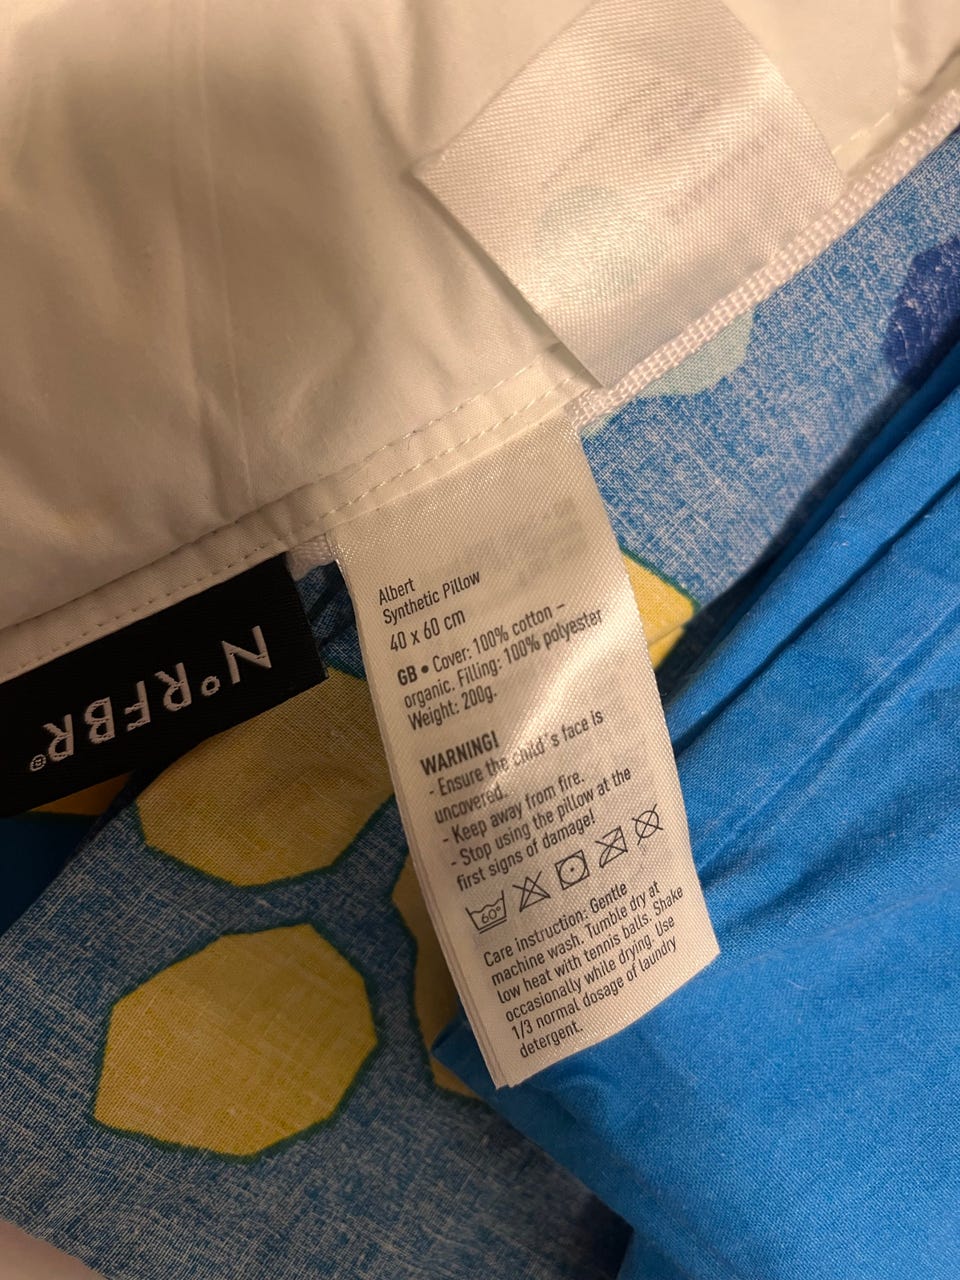 Albert
Synthetic Pillow
40 x 60 cm
GB • Cover: 100% cotton –
organic. Filling: 100% polyester
Weight: 200g.
WARNING!
- Ensure the child's face is
uncovered.
- Keep away from fire.
- Stop using the pillow at the
first signs of damage!
60°
Care instruction: Gentle
machine wash. Tumble dry at
low heat with tennis balls. Shake
occasionally while drying. Use
1/3 normal dosage of laundry
detergent.
N°RFBR®